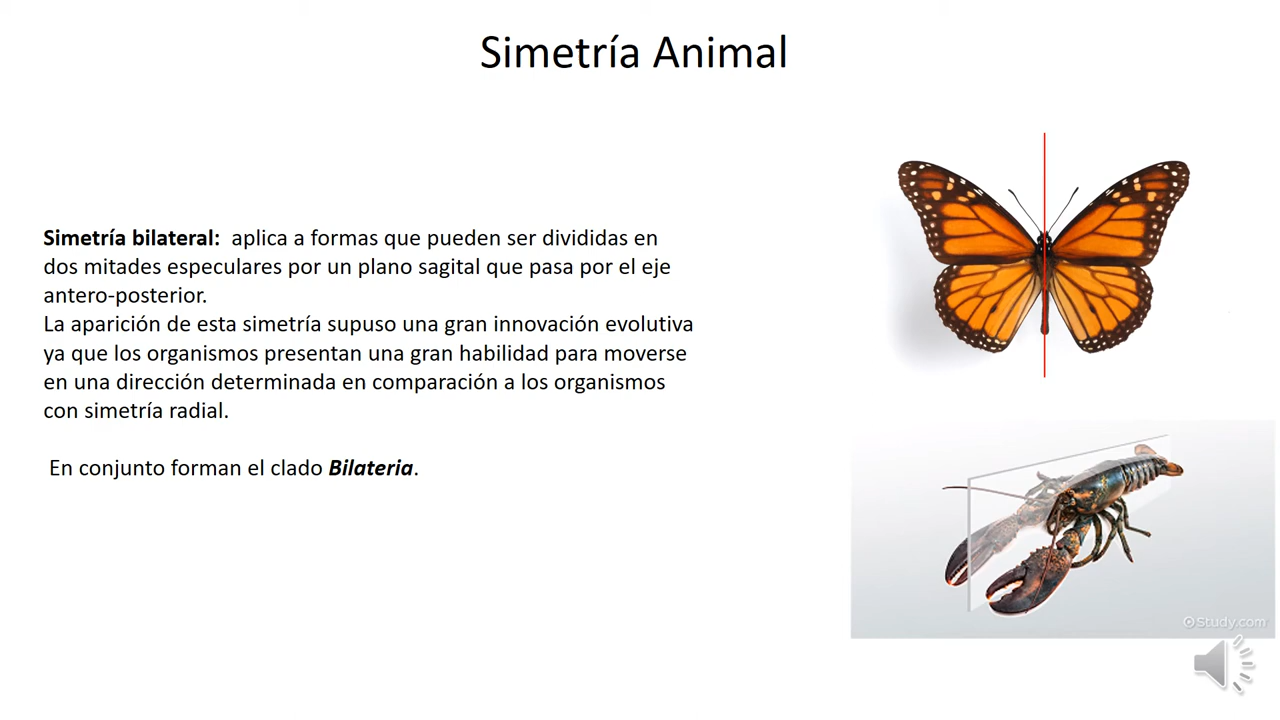 Simetría Animal
Simetría bilateral: aplica a formas que pueden ser divididas en
dos mitades especulares por un plano sagital que pasa por el eje
antero-posterior.
La aparición de esta simetría supuso una gran innovación evolutiva
ya que los organismos presentan una gran habilidad para moverse
en una dirección determinada en comparación a los organismos
con simetría radial.
En conjunto forman el clado Bilateria.
Study.com